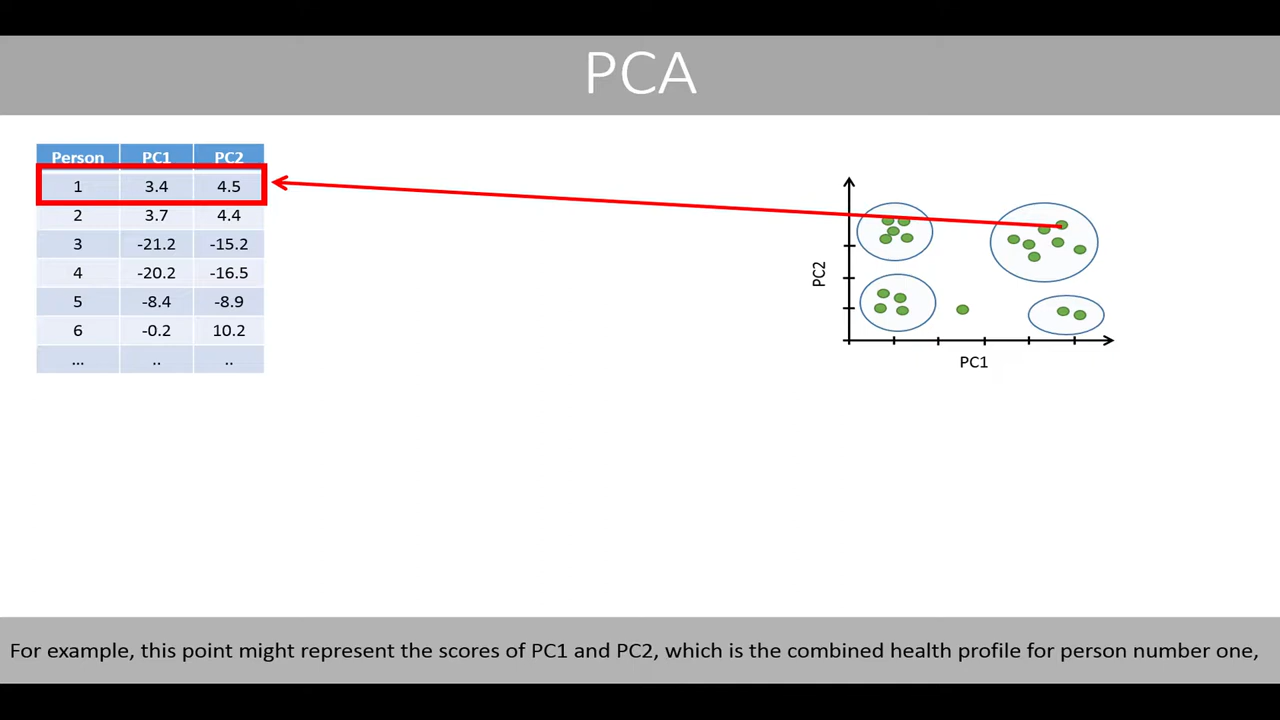 PCA
Person PC1 PC2
1 3.4 4.5
2 3.7 4.4
3 -21.2 -15.2
4 -20.2 -16.5
5 -8.4 -8.9
6 -0.2 10.2
... .. ..
PC2
PC1
For example, this point might represent the scores of PC1 and PC2, which is the combined health profile for person number one,